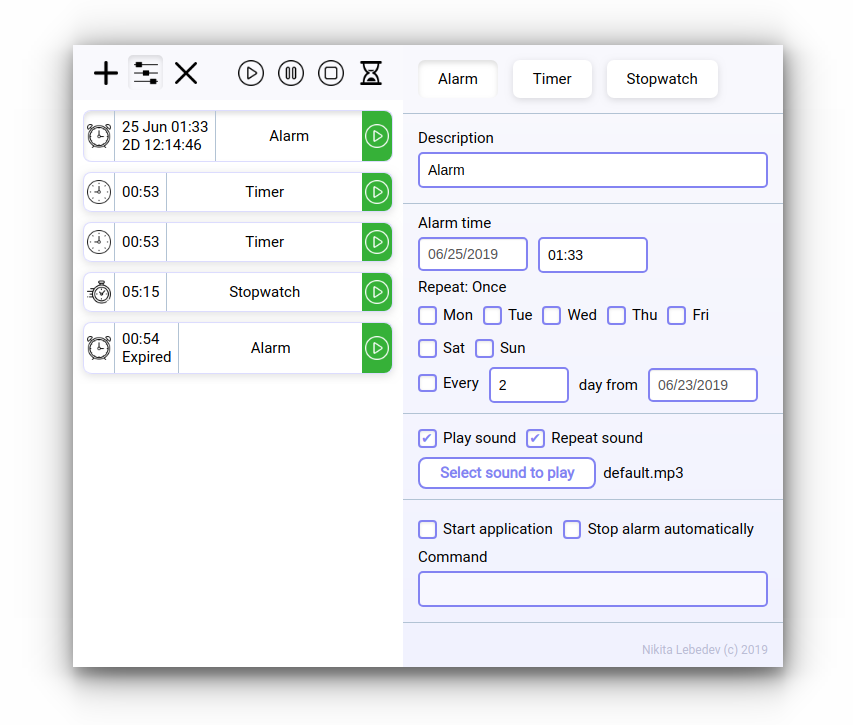 Alarm Timer Stopwatch
25 Jun 01:33
2D 12:14:46
Alarm
00:53 Timer
00:53 Timer
05:15 Stopwatch
00:54
Expired
Alarm
Description
Alarm
Alarm time
06/25/2019 01:33
Repeat: Once
Mon Tue Wed Thu Fri
Sat Sun
Every 2 day from 06/23/2019
Play sound Repeat sound
Select sound to play default.mp3
Start application Stop alarm automatically
Command
Nikita Lebedev (c) 2019